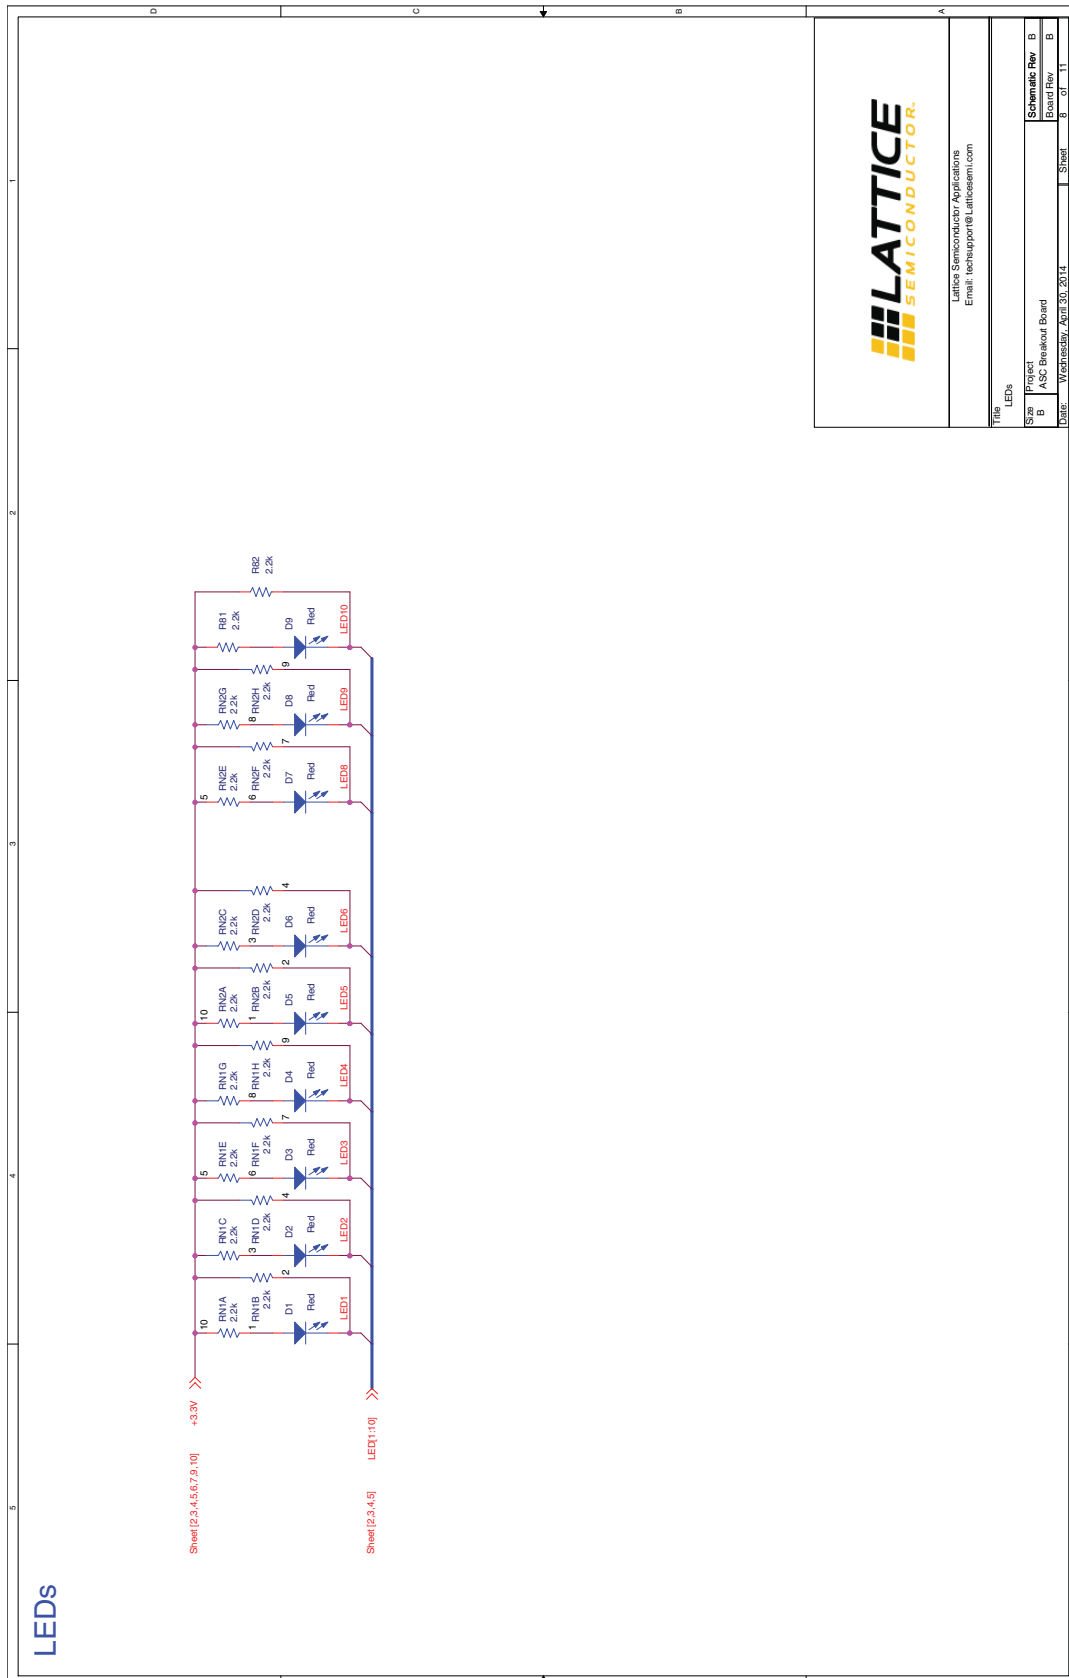 LEDs
5
4
3
2
1
D
C
B
A
Sheet [2,3,4,5,6,7,9,10]
+3.3V
Sheet [2,3,4,5]
LED[1:10]
10
RN1A
2.2k
1
RN1B
2.2k
2
D1
Red
LED1
RN1C
2.2k
3
RN1D
2.2k
4
D2
Red
LED2
5
RN1E
2.2k
6
RN1F
2.2k
7
D3
Red
LED3
RN1G
2.2k
8
RN1H
2.2k
9
D4
Red
LED4
10
RN2A
2.2k
1
RN2B
2.2k
2
D5
Red
LED5
RN2C
2.2k
3
RN2D
2.2k
4
D6
Red
LED6
5
RN2E
2.2k
6
RN2F
2.2k
7
D7
Red
LED8
RN2G
2.2k
8
RN2H
2.2k
9
D8
Red
LED9
R81
2.2k
D9
Red
LED10
R82
2.2k
LATTICE
SEMICONDUCTOR™
Lattice Semiconductor Applications
Email: techsupport@Latticesemi.com
Title
LEDs
Size
B
Project
ASC Breakout Board
Schematic Rev B
Board Rev B
Date: Wednesday, April 30, 2014
Sheet 8 of 11